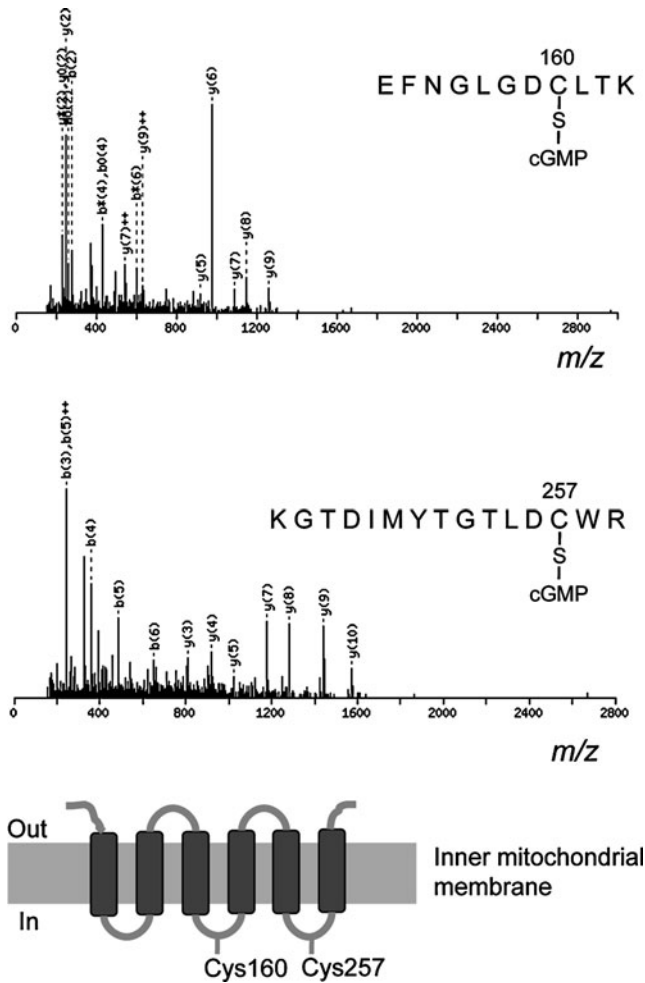 y(2)
b(2)
b*(4),b0(4)
y(7)++
b*(6)
y(9)++
y(5)
y(6)
y(7)
y(8)
y(9)
160
E F N G L G D C L T K
S
cGMP
0 400 800 1200 1600 2000 2400 2800
m/z
b(3),b(5)++
b(4)
b(5)
b(6)
y(3)
y(4)
y(5)
y(7)
y(8)
y(9)
y(10)
257
K G T D I M Y T G T L D C W R
S
cGMP
0 400 800 1200 1600 2000 2400 2800
m/z
Out
In
Inner mitochondrial
membrane
Cys160 Cys257